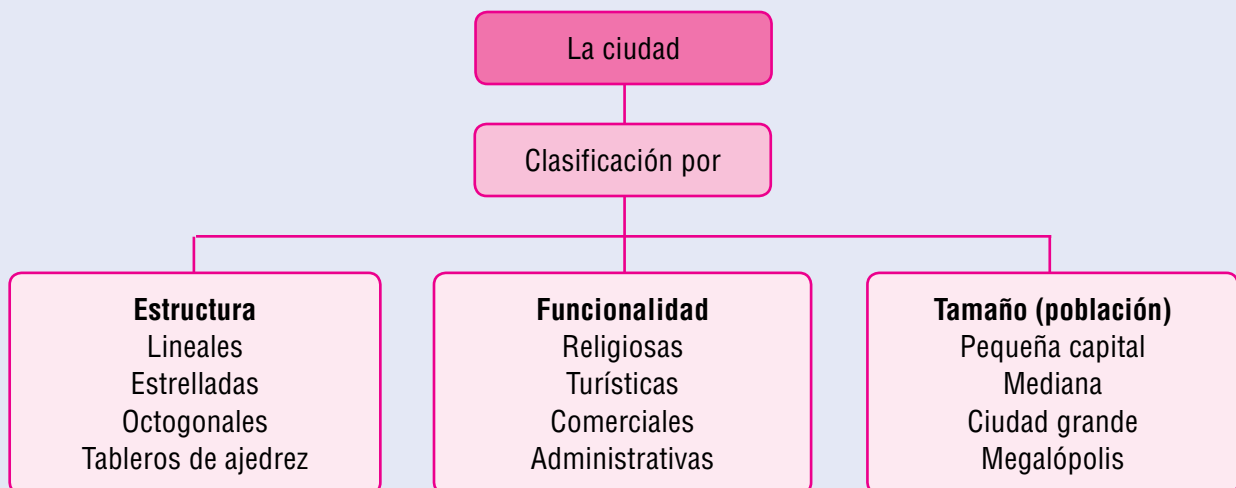 La ciudad
Clasificación por
Estructura
Lineales
Estrelladas
Octogonales
Tableros de ajedrez
Funcionalidad
Religiosas
Turísticas
Comerciales
Administrativas
Tamaño (población)
Pequeña capital
Mediana
Ciudad grande
Megalópolis